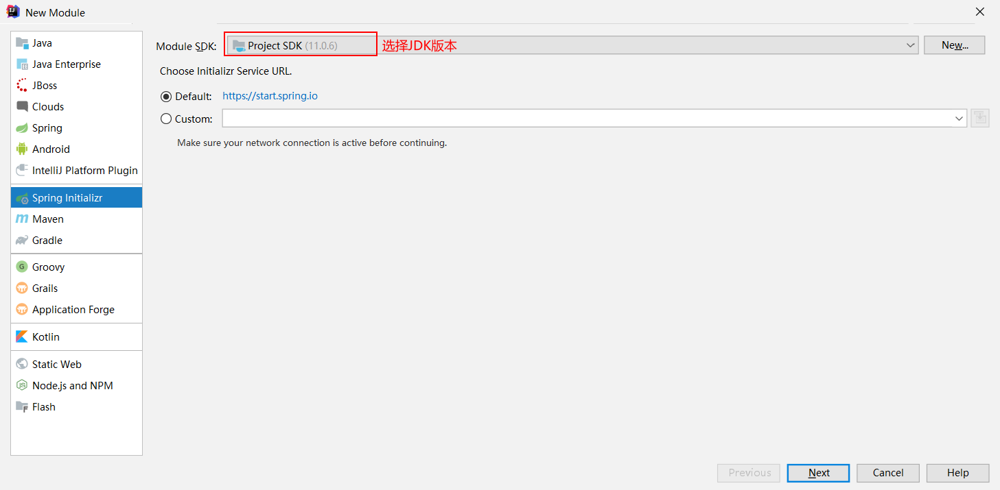 New Module
Java
Java Enterprise
JBoss
Clouds
Spring
Android
IntelliJ Platform Plugin
Spring Initializr
Maven
Gradle
Groovy
Grails
Application Forge
Kotlin
Static Web
Node.js and NPM
Flash
Module SDK: Project SDK (11.0.6) 选择JDK版本 New...
Choose Initializr Service URL.
Default: https://start.spring.io
Custom:
Make sure your network connection is active before continuing.
Previous Next Cancel Help